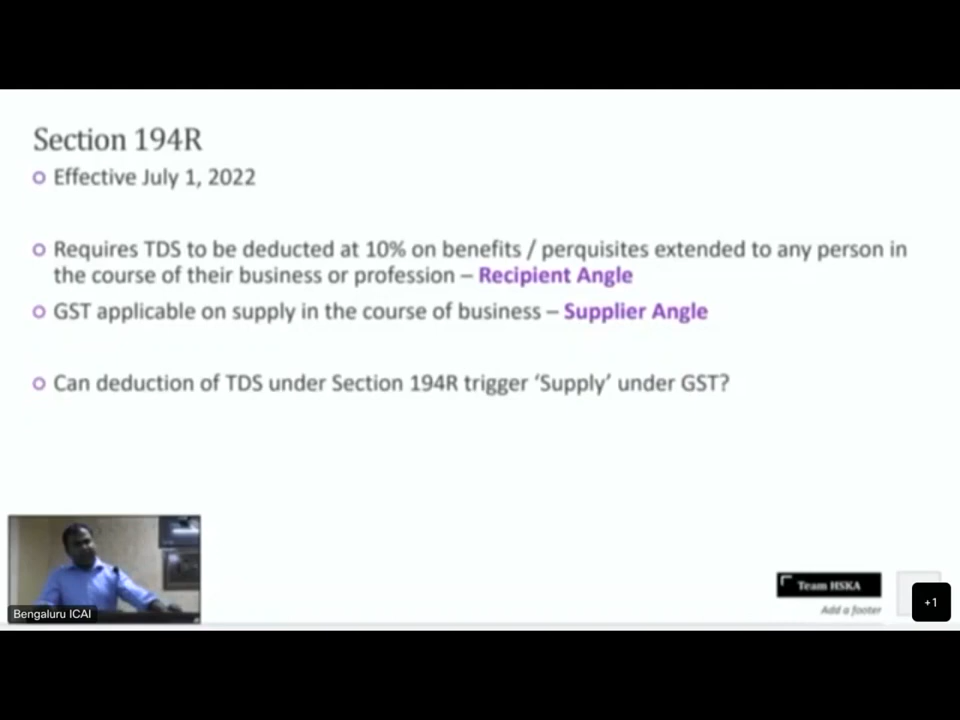 Section 194R
Effective July 1, 2022
Requires TDS to be deducted at 10% on benefits / perquisites extended to any person in
the course of their business or profession – Recipient Angle
GST applicable on supply in the course of business – Supplier Angle
Can deduction of TDS under Section 194R trigger ‘Supply’ under GST?
Bengaluru ICAI
Team HSKA
Add a footer
+1